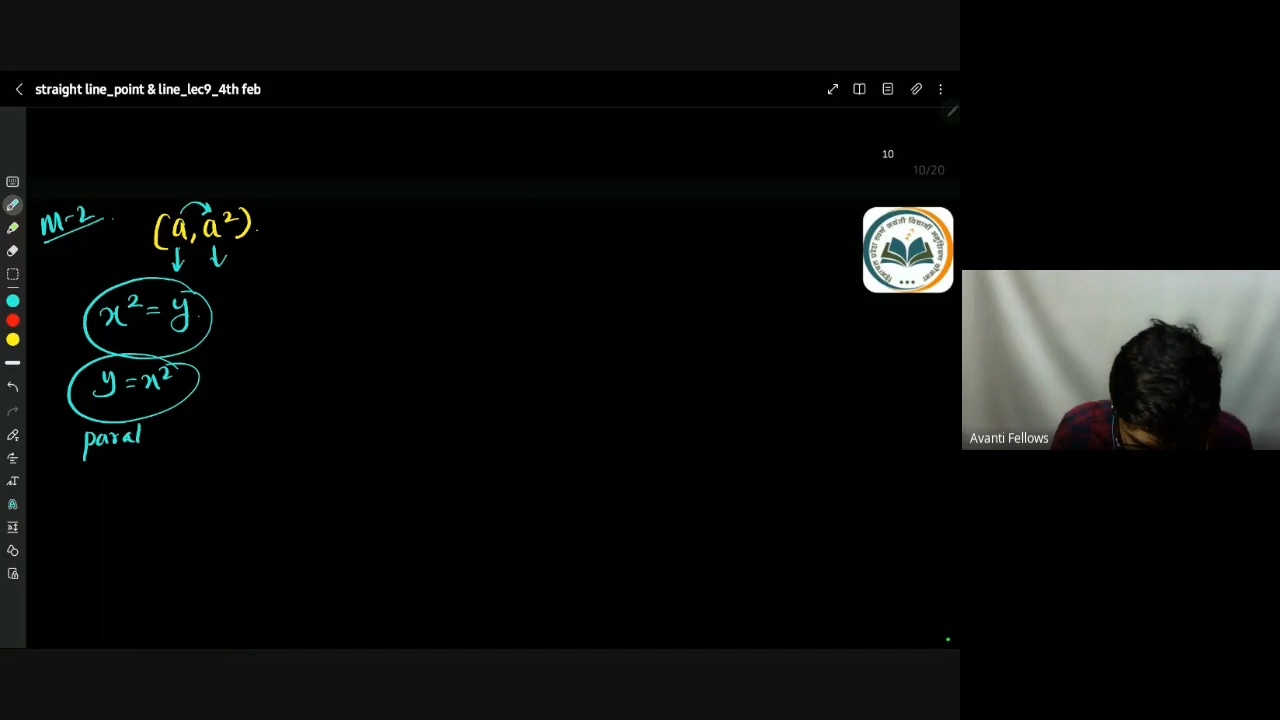 straight line_point & line_lec9_4th feb
10
10/20
M-2
(a, a²)
x² = y
y = x²
paral
Avanti Fellows